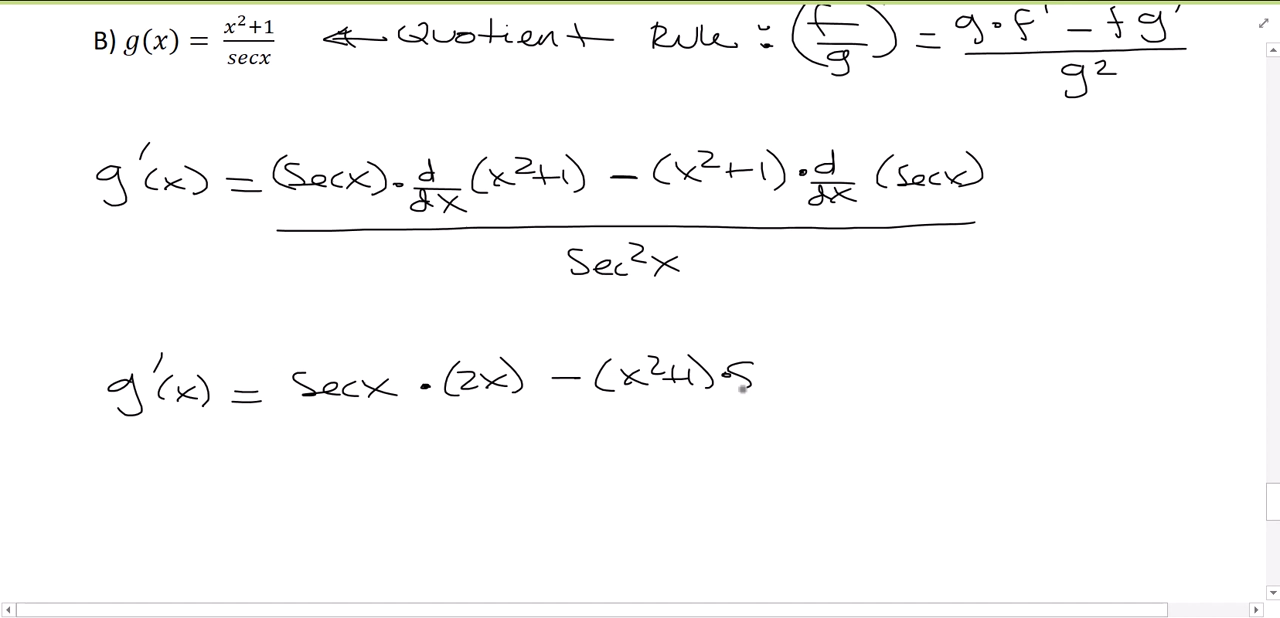 B) g(x) = x²+1 / secx ← Quotient Rule : (f/g)' = g·f' − fg' / g²
g'(x) = (secx)·d/dx(x²+1) − (x²+1)·d/dx(secx) / Sec²x
g'(x) = secx·(2x) − (x²+1)·s